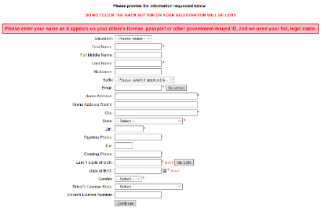 Please provide the information requested below
DO NOT CLICK THE BACK BUTTON OR YOUR REGISTRATION WILL BE LOST
Please enter your name as it appears on your driver's license, passport or other government-issued ID, and we need your full, legal name.
Salutation: -- Please select --
First Name: *
Full Middle Name:
Last Name: *
Nickname:
Suffix: -- Please select if applicable --
Email: * No email
Home Address: *
Home Address Cont'd:
City: *
State: -- Select -- *
ZIP: *
Daytime Phone: *
Ext:
Evening Phone: *
Last 4 digits of SSN: * No SSN
Date of Birth: *
Gender: -- Select -- *
Driver's License State: -- Select --
Driver's License Number:
Continue